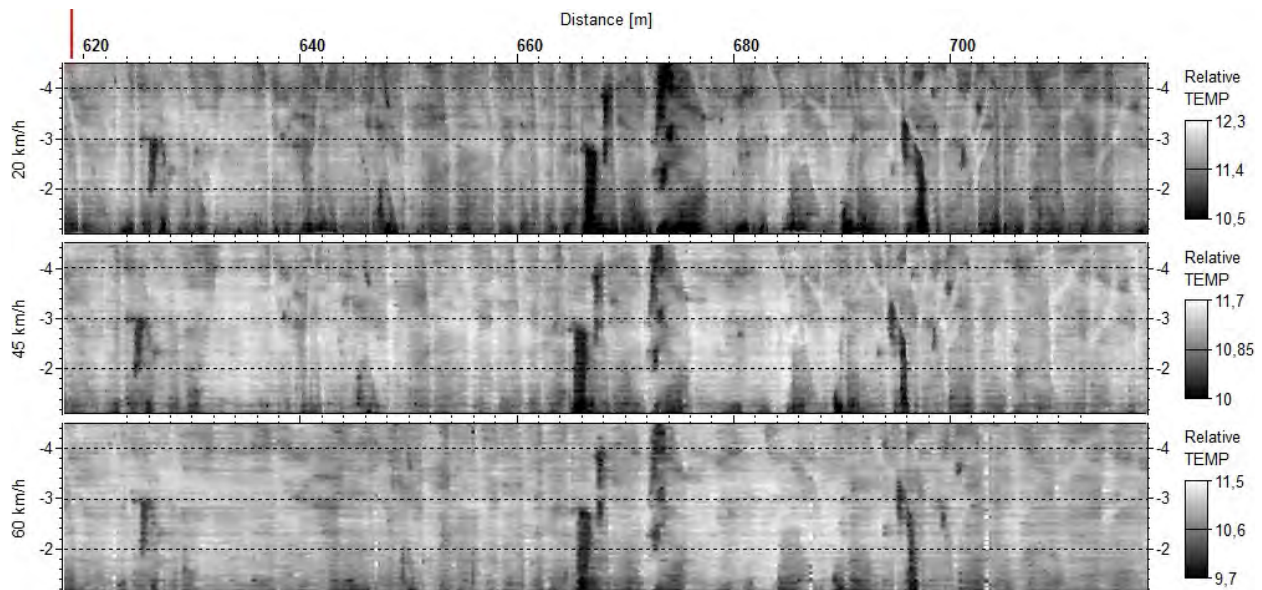 Distance [m]
620 640 660 680 700
20 km/h
-4 -4
-3 -3
-2 -2
Relative
TEMP
12,3
11,4
10,5
45 km/h
-4 -4
-3 -3
-2 -2
Relative
TEMP
11,7
10,85
10
60 km/h
-4 -4
-3 -3
-2 -2
Relative
TEMP
11,5
10,6
9,7